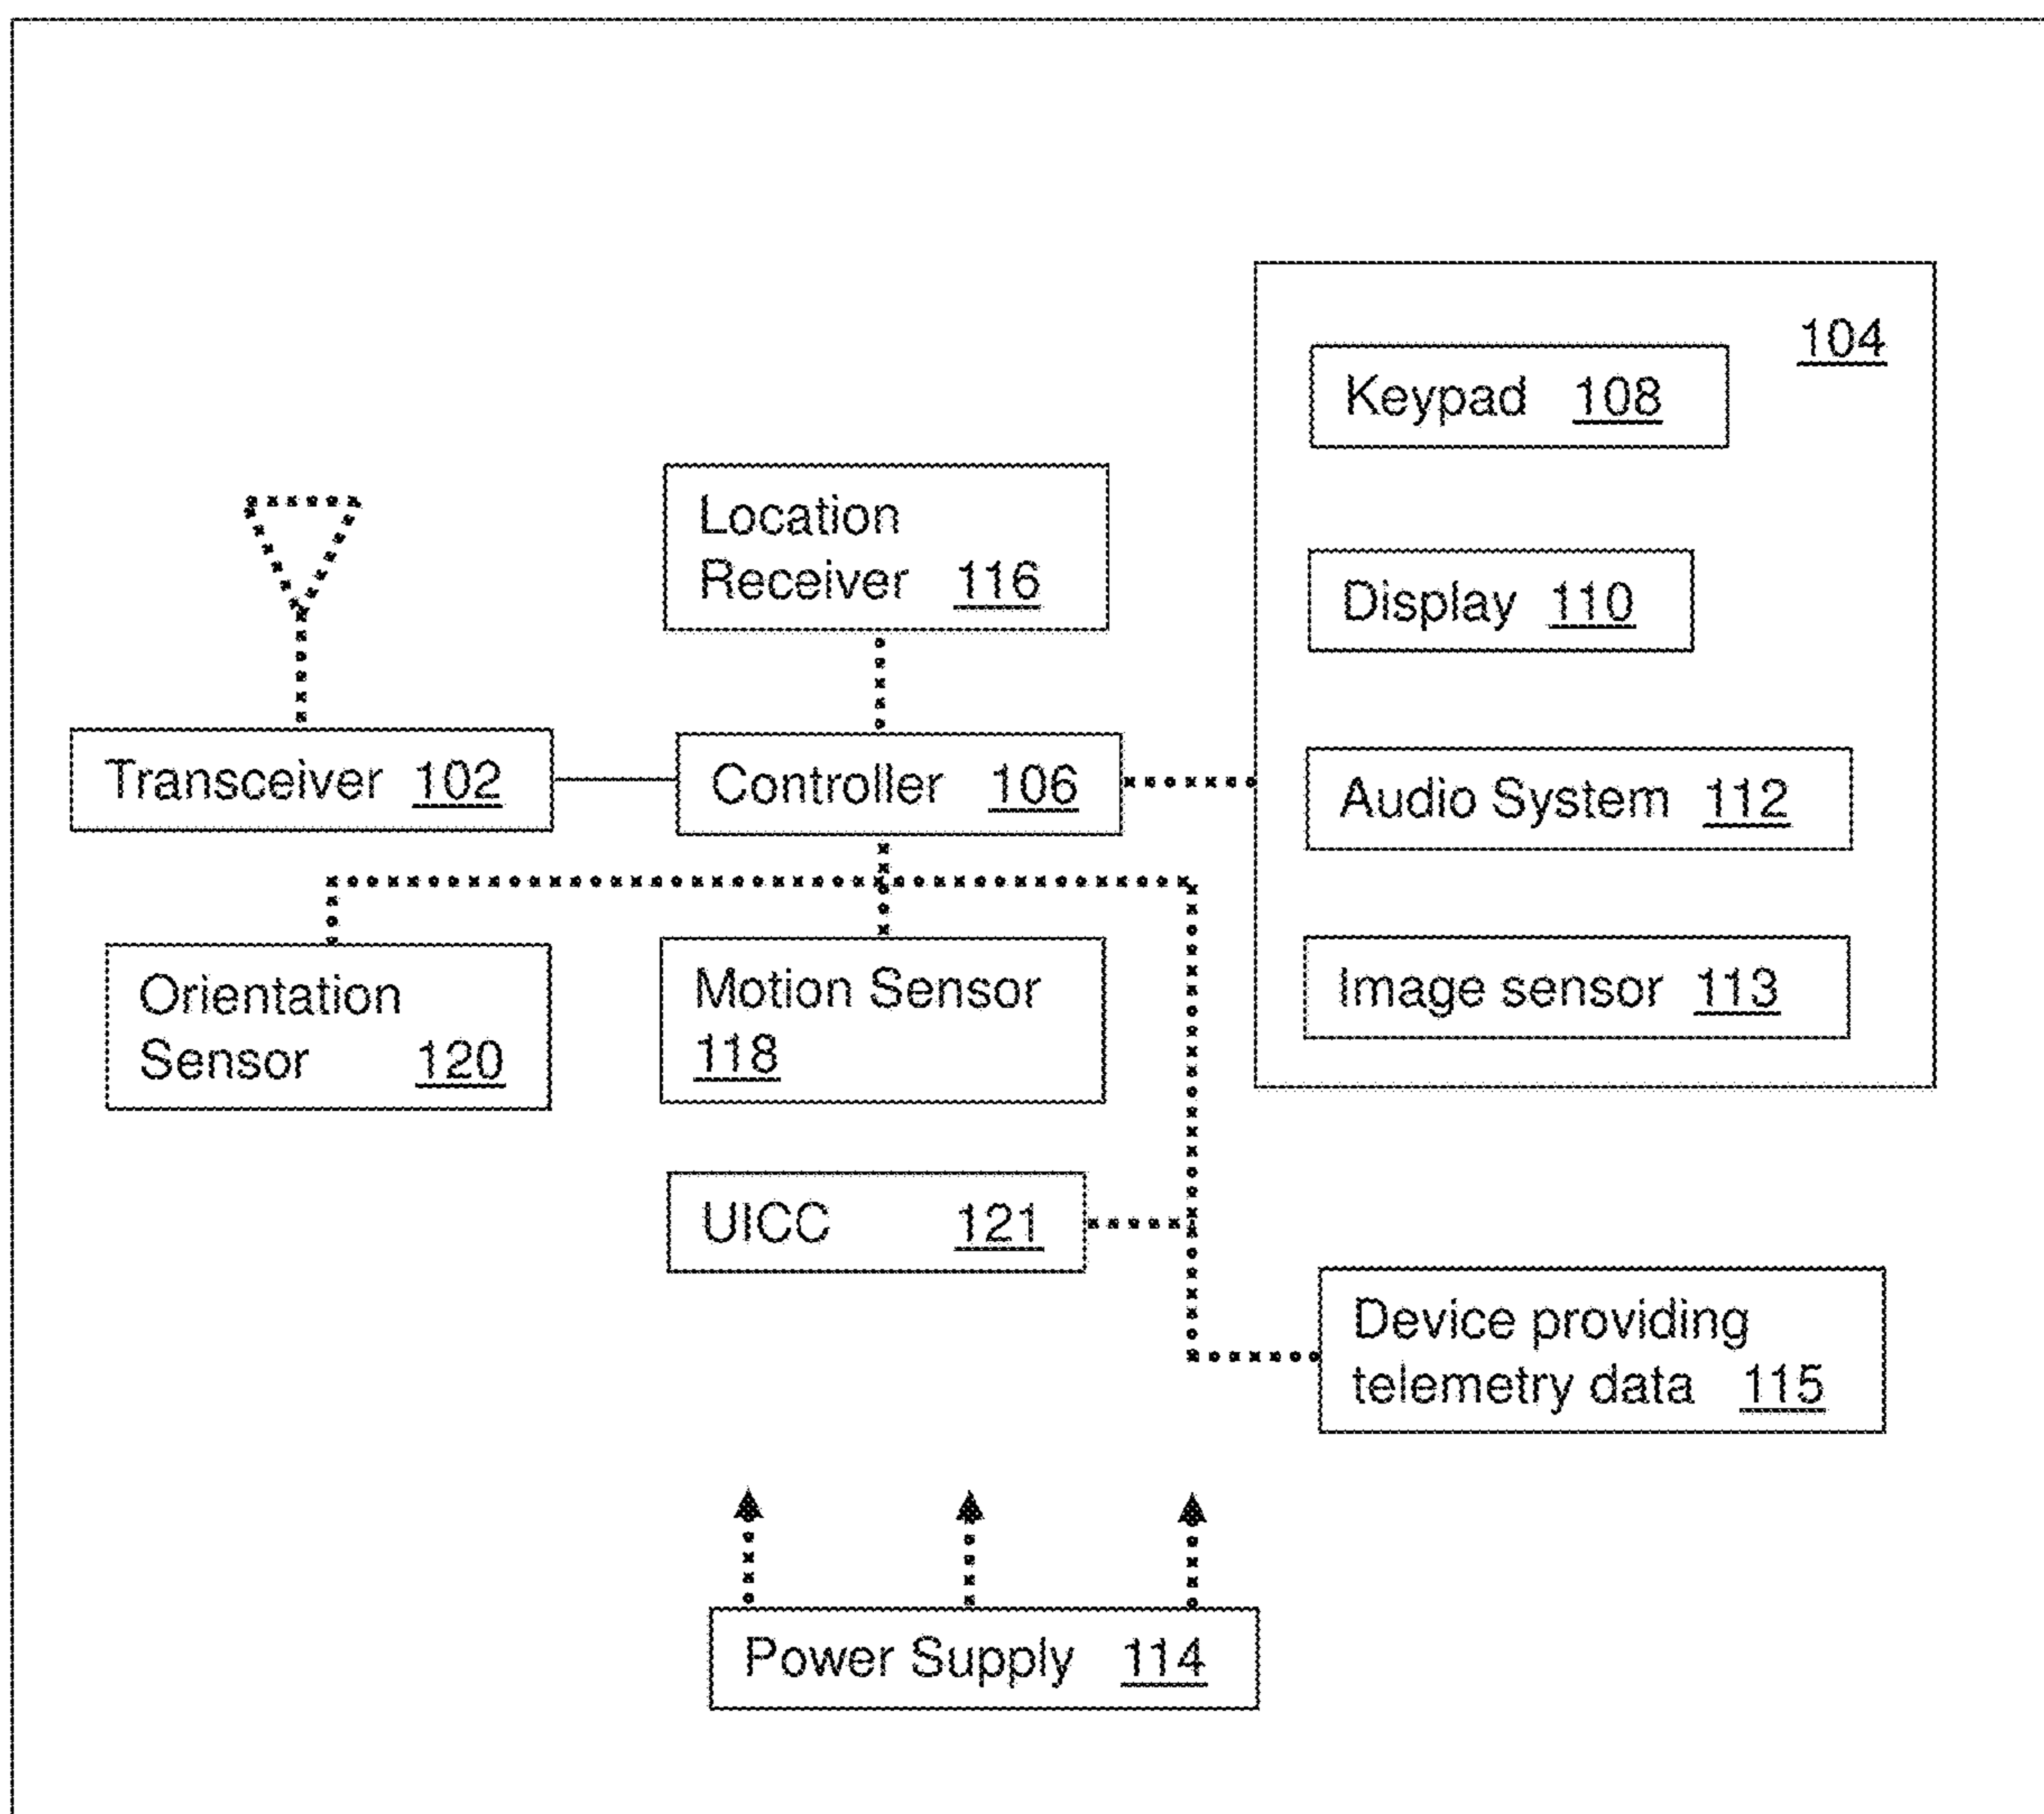 104
Keypad 108
Location
Receiver 116
Display 110
Transceiver 102
Controller 106
Audio System 112
Orientation
Sensor 120
Motion Sensor
118
Image sensor 113
UICC 121
Device providing
telemetry data 115
Power Supply 114